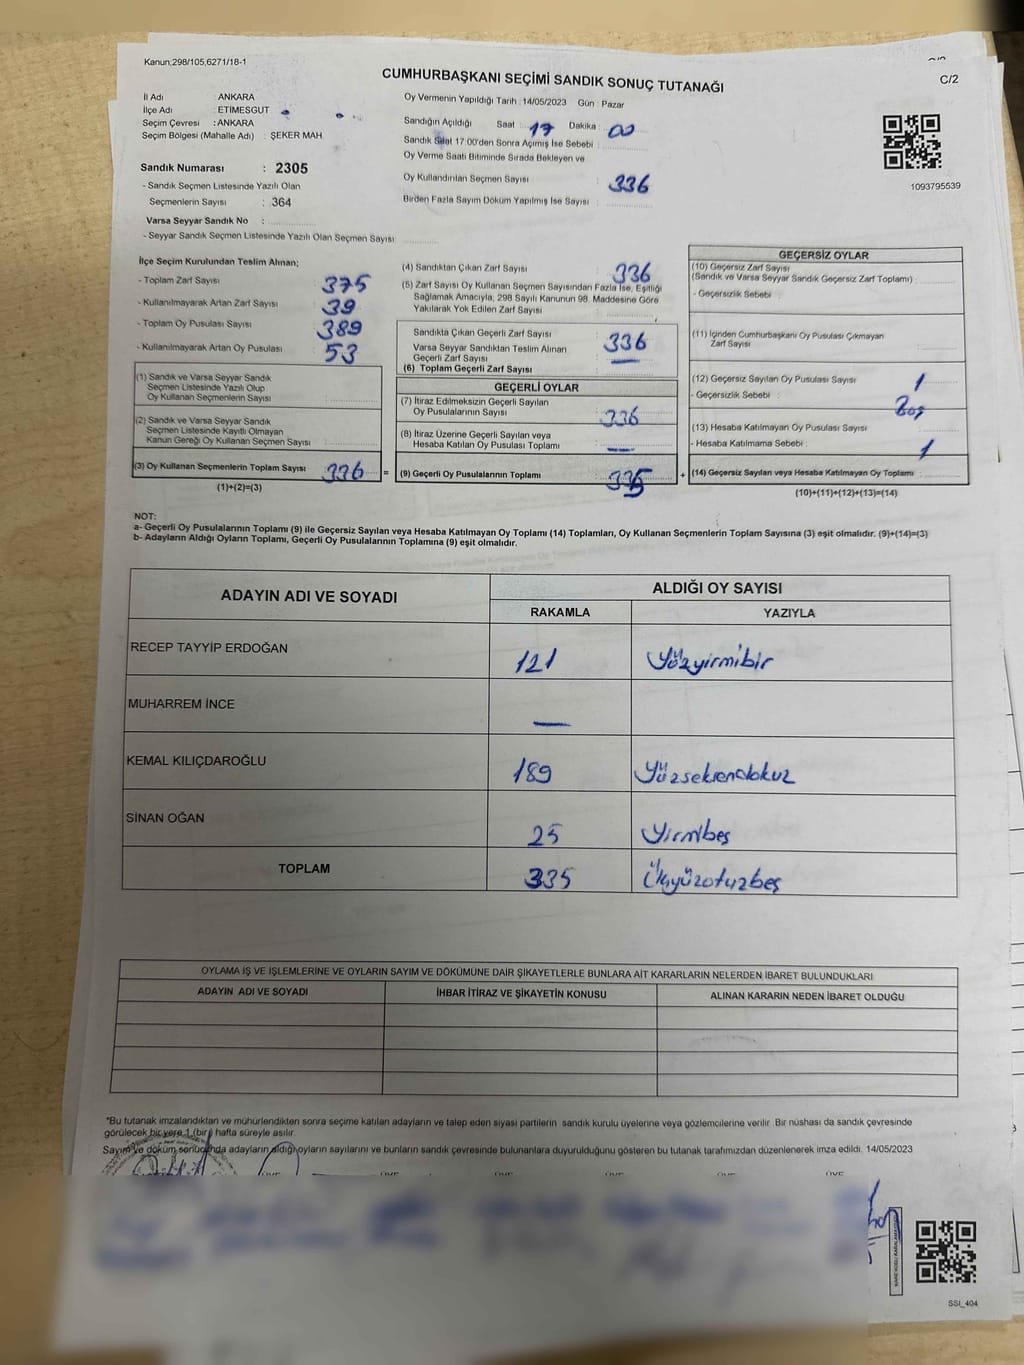 Kanun;298/105,6271/18-1
CUMHURBAŞKANI SEÇİMİ SANDIK SONUÇ TUTANAĞI
C/2
İl Adı : ANKARA
İlçe Adı : ETİMESGUT
Seçim Çevresi : ANKARA
Seçim Bölgesi (Mahalle Adı) : ŞEKER MAH
Oy Vermenin Yapıldığı Tarih : 14/05/2023 Gün : Pazar
Sandığın Açıldığı Saat 17 Dakika : 00
Sandık Saat 17:00'den Sonra Açımış İse Sebebi :
Oy Verme Saati Bitiminde Sırada Bekleyen ve
Oy Kullandırılan Seçmen Sayısı : 336
Birden Fazla Sayım Döküm Yapılmış İse Sayısı :
1093795539
Sandık Numarası : 2305
- Sandık Seçmen Listesinde Yazılı Olan
Seçmenlerin Sayısı : 364
Varsa Seyyar Sandık No :
- Seyyar Sandık Seçmen Listesinde Yazılı Olan Seçmen Sayısı:
İlçe Seçim Kurulundan Teslim Alınan;
- Toplam Zarf Sayısı : 375
- Kullanılmayarak Artan Zarf Sayısı : 39
- Toplam Oy Pusulası Sayısı : 389
- Kullanılmayarak Artan Oy Pusulası : 53
(1) Sandık ve Varsa Seyyar Sandık
Seçmen Listesinde Yazılı Olup
Oy Kullanan Seçmenlerin Sayısı :
(2) Sandık ve Varsa Seyyar Sandık
Seçmen Listesinde Kayıtlı Olmayan
Kanun Gereği Oy Kullanan Seçmen Sayısı :
(3) Oy Kullanan Seçmenlerin Toplam Sayısı : 336 =
(1)+(2)=(3)
(4) Sandıktan Çıkan Zarf Sayısı : 336
(5) Zarf Sayısı Oy Kullanan Seçmen Sayısından Fazla İse, Eşitliği
Sağlamak Amacıyla, 298 Sayılı Kanunun 98. Maddesine Göre
Yakılarak Yok Edilen Zarf Sayısı :
Sandıkta Çıkan Geçerli Zarf Sayısı : 336
Varsa Seyyar Sandıktan Teslim Alınan
Geçerli Zarf Sayısı : —
(6) Toplam Geçerli Zarf Sayısı :
GEÇERLİ OYLAR
(7) İtiraz Edilmeksizin Geçerli Sayılan
Oy Pusulalarının Sayısı : 336
(8) İtiraz Üzerine Geçerli Sayılan veya
Hesaba Katılan Oy Pusulası Toplamı : —
(9) Geçerli Oy Pusulalarının Toplamı : 335 +
GEÇERSİZ OYLAR
(10) Geçersiz Zarf Sayısı
(Sandık ve Varsa Seyyar Sandık Geçersiz Zarf Toplamı) :
- Geçersizlik Sebebi :
(11) İçinden Cumhurbaşkanı Oy Pusulası Çıkmayan
Zarf Sayısı :
(12) Geçersiz Sayılan Oy Pusulası Sayısı : 1
- Geçersizlik Sebebi : Boş
(13) Hesaba Katılmayan Oy Pusulası Sayısı :
- Hesaba Katılmama Sebebi : 1
(14) Geçersiz Sayılan veya Hesaba Katılmayan Oy Toplamı :
(10)+(11)+(12)+(13)=(14)
NOT:
a- Geçerli Oy Pusulalarının Toplamı (9) ile Geçersiz Sayılan veya Hesaba Katılmayan Oy Toplamı (14) Toplamları, Oy Kullanan Seçmenlerin Toplam Sayısına (3) eşit olmalıdır. (9)+(14)=(3)
b- Adayların Aldığı Oyların Toplamı, Geçerli Oy Pusulalarının Toplamına (9) eşit olmalıdır.
ADAYIN ADI VE SOYADI ALDIĞI OY SAYISI
RAKAMLA YAZIYLA
RECEP TAYYİP ERDOĞAN 121 Yüzyirmibir
MUHARREM İNCE —
KEMAL KILIÇDAROĞLU 189 Yüzseksendokuz
SİNAN OĞAN 25 Yirmibeş
TOPLAM 335 Üçyüzotuzbeş
OYLAMA İŞ VE İŞLEMLERİNE VE OYLARIN SAYIM VE DÖKÜMÜNE DAİR ŞİKAYETLERLE BUNLARA AİT KARARLARIN NELERDEN İBARET BULUNDUKLARI
ADAYIN ADI VE SOYADI İHBAR İTİRAZ VE ŞİKAYETİN KONUSU ALINAN KARARIN NEDEN İBARET OLDUĞU
*Bu tutanak imzalandıktan ve mühürlendikten sonra seçime katılan adayların ve talep eden siyasi partilerin sandık kurulu üyelerine veya gözlemcilerine verilir. Bir nüshası da sandık çevresinde
görülecek bir yere 1 (bir) hafta süreyle asılır.
Sayım ve döküm sonucunda adayların aldığı oyların sayılarını ve bunların sandık çevresinde bulunanlara duyurulduğunu gösteren bu tutanak tarafımızdan düzenlenerek imza edildi. 14/05/2023
SSİ_404